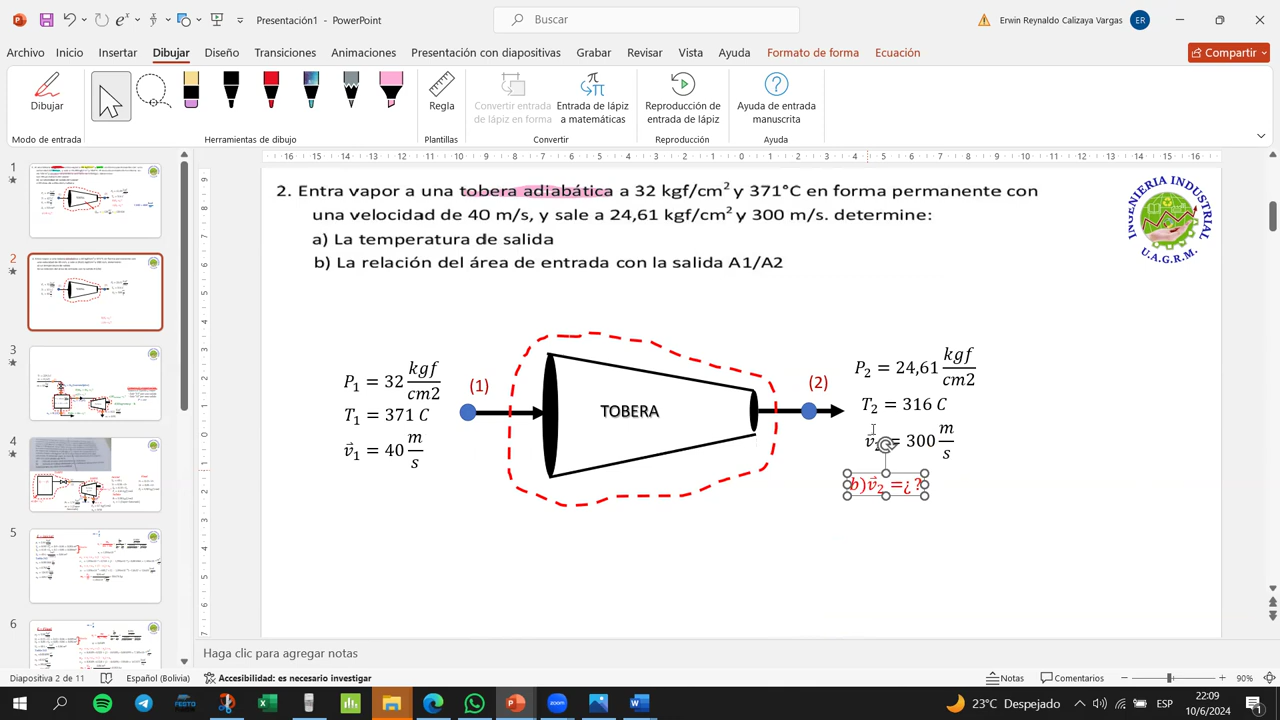 Presentación1 - PowerPoint
Buscar
Erwin Reynaldo Calizaya Vargas
ER
Archivo Inicio Insertar Dibujar Diseño Transiciones Animaciones Presentación con diapositivas Grabar Revisar Vista Ayuda Formato de forma Ecuación
Compartir
Dibujar
Regla
Convertir entrada de lápiz en forma
Entrada de lápiz a matemáticas
Reproducción de entrada de lápiz
Ayuda de entrada manuscrita
Modo de entrada
Herramientas de dibujo
Plantillas
Convertir
Reproducción
Ayuda
2. Entra vapor a una tobera adiabática a 32 kgf/cm² y 371°C en forma permanente con
una velocidad de 40 m/s, y sale a 24,61 kgf/cm² y 300 m/s. determine:
a) La temperatura de salida
b) La relación del área de entrada con la salida A1/A2
INGENIERIA INDUSTRIAL
U.A.G.R.M.
P₁ = 32 kgf/cm2
T₁ = 371 C
v⃗₁ = 40 m/s
(1)
TOBERA
(2)
P₂ = 24,61 kgf/cm2
T₂ = 316 C
v⃗₂ = 300 m/s
b)v⃗₂ =¿?
Haga clic para agregar notas
Diapositiva 2 de 11
Español (Bolivia)
Accesibilidad: es necesario investigar
Notas
Comentarios
90%
23°C Despejado
ESP
22:09
10/6/2024